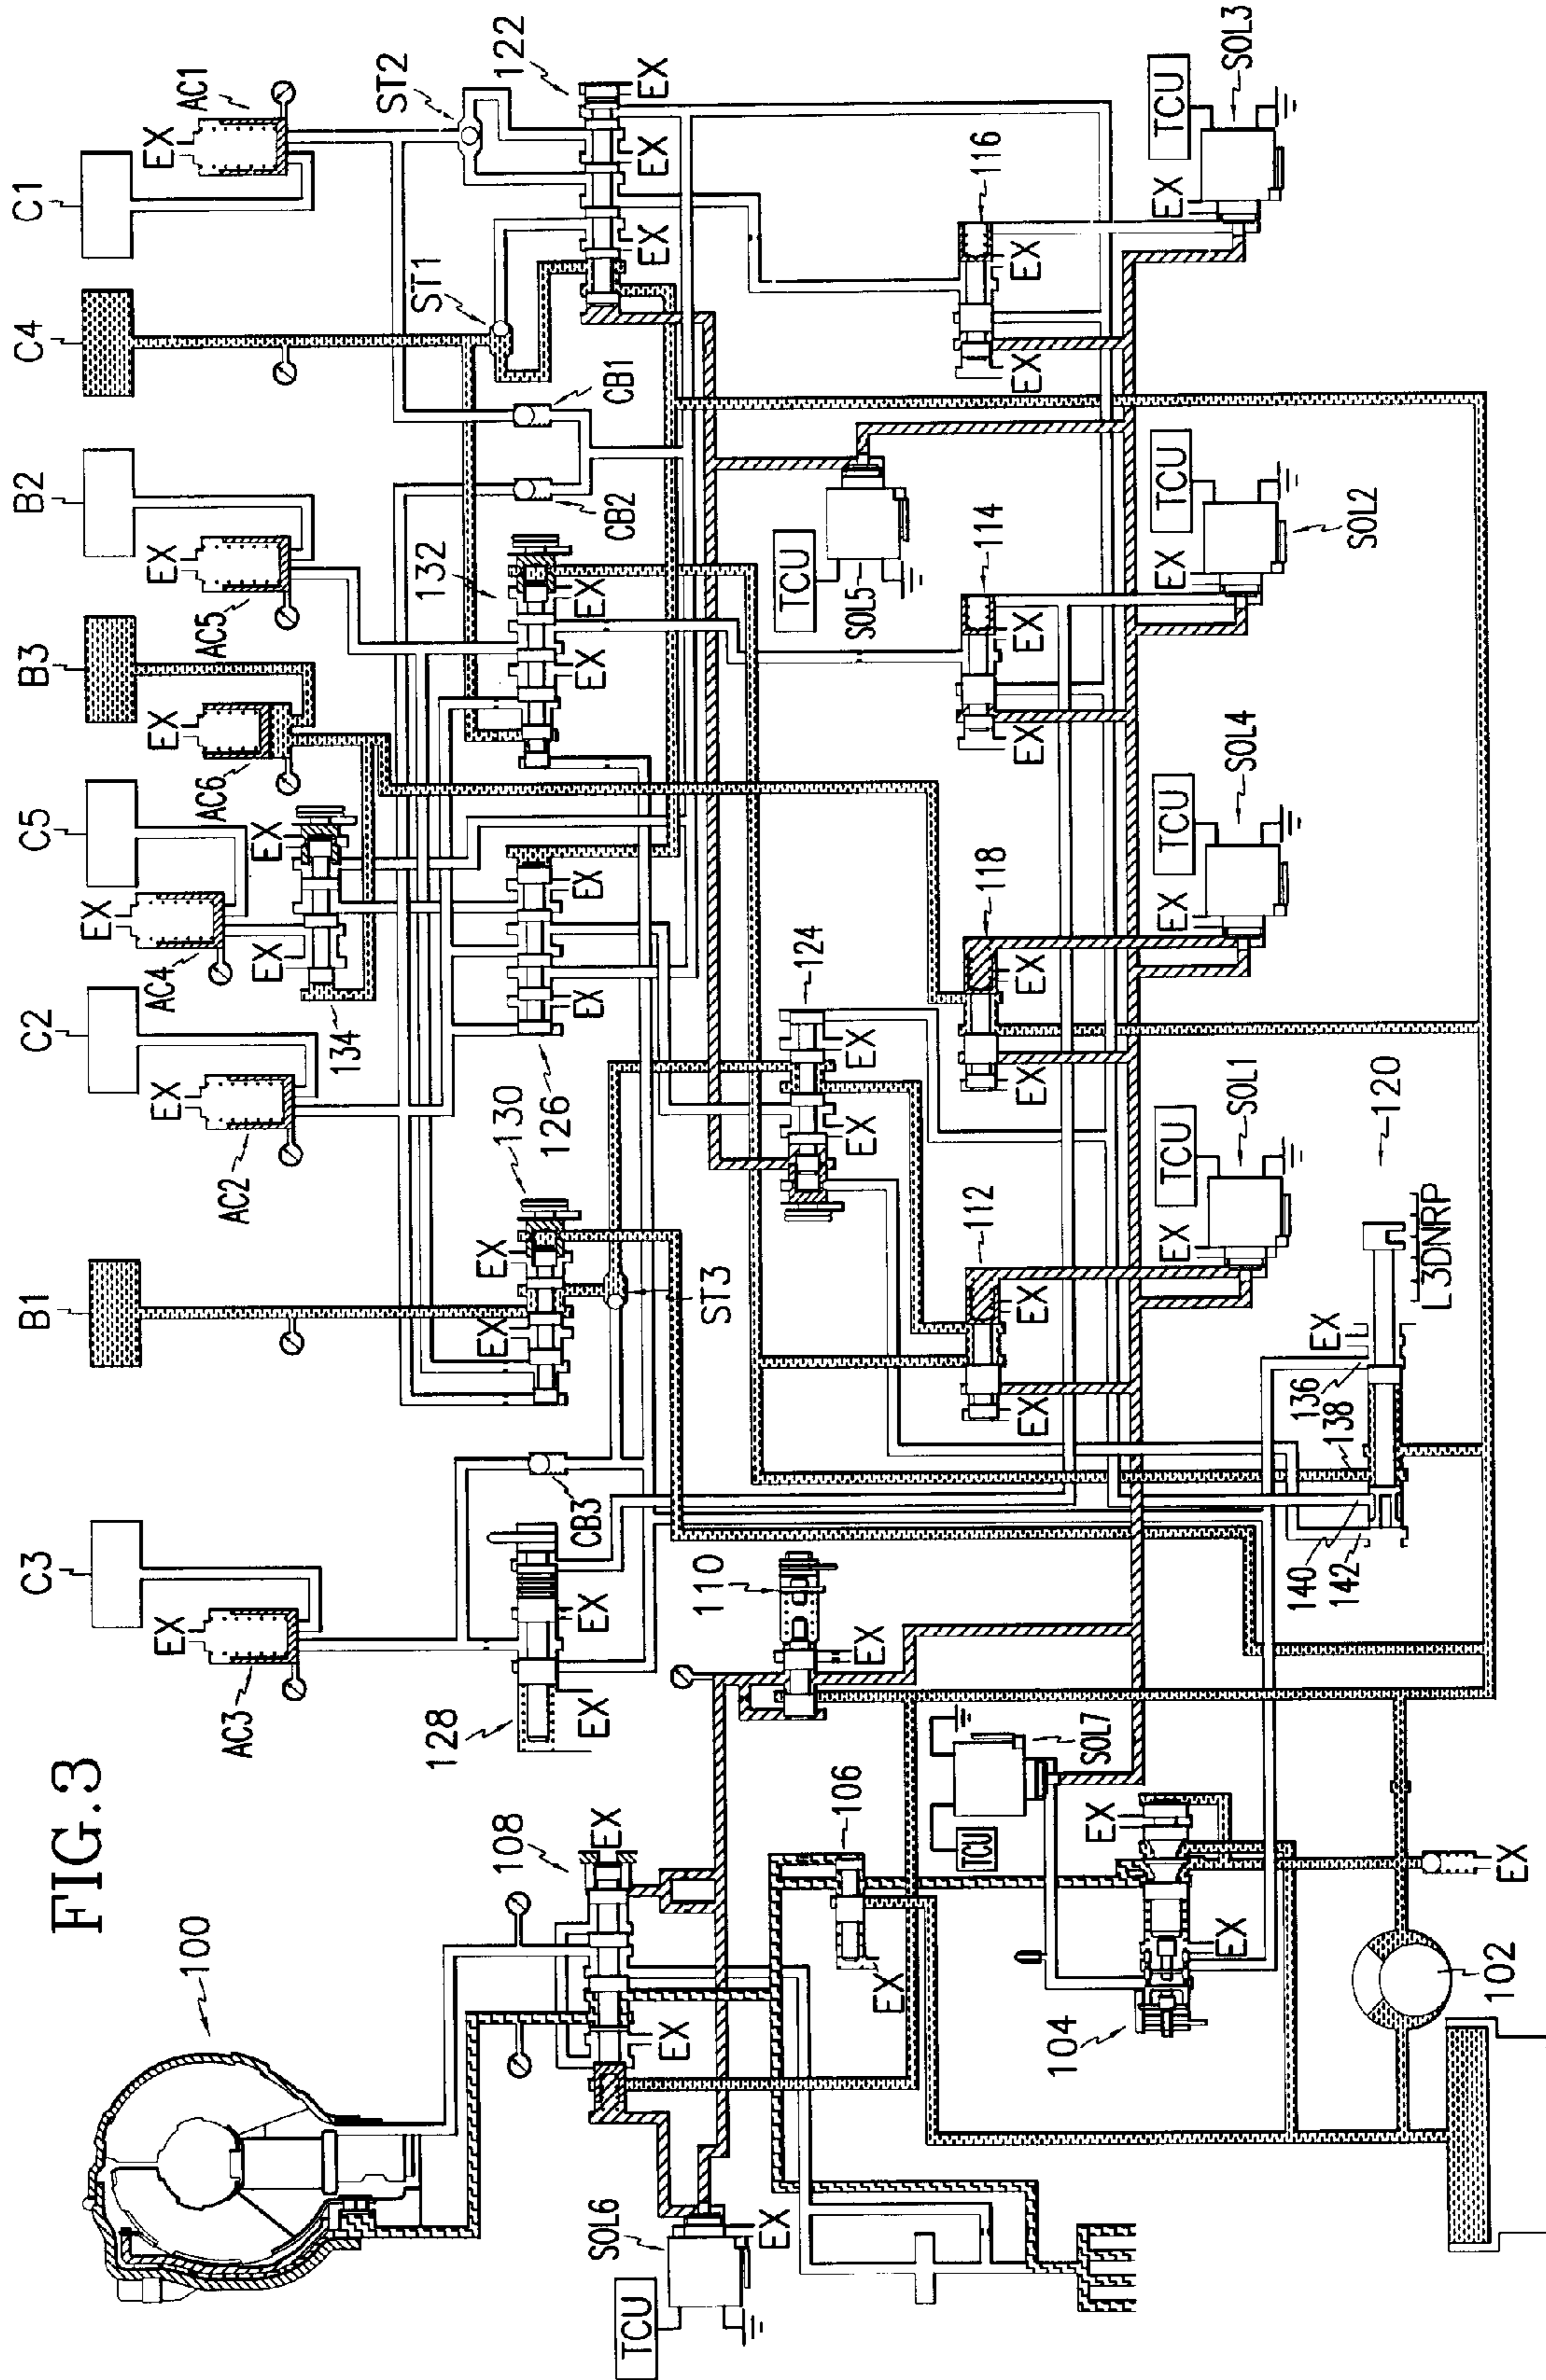 FIG.3
C3
B1
C2
C5
B3
B2
C4
C1
EX
AC3
EX
AC2
EX
AC4
EX
AC6
EX
AC5
EX
AC1
100
108
EX
EX
128
EX
EX
CB3
130
EX
EX
126
134
EX
EX
EX
EX
132
EX
EX
ST1
ST2
CB1
CB2
122
EX
EX
EX
ST3
SOL6
TCU
EX
110
EX
124
EX
EX
TCU
SOL5
106
EX
TCU
SOL7
112
EX
EX
118
EX
EX
114
EX
EX
116
EX
EX
104
EX
EX
TCU
EX
SOL1
TCU
EX
SOL4
TCU
EX
SOL2
TCU
EX
SOL3
136
138
140
142
EX
L3DNRP
120
102
EX